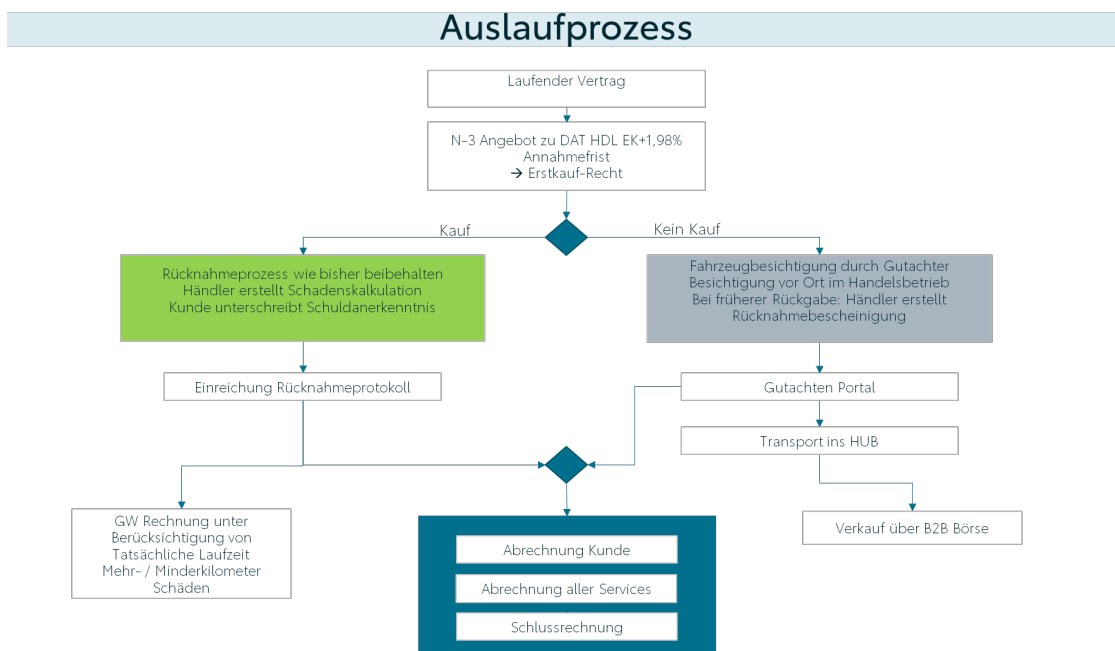 Auslaufprozess
Laufender Vertrag
N-3 Angebot zu DAT HDL EK+1,98%
Annahmefrist
→ Erstkauf-Recht
Kauf
Kein Kauf
Rücknahmeprozess wie bisher beibehalten
Händler erstellt Schadenskalkulation
Kunde unterschreibt Schuldanerkenntnis
Fahrzeugbesichtigung durch Gutachter
Besichtigung vor Ort im Handelsbetrieb
Bei früherer Rückgabe: Händler erstellt
Rücknahmebescheinigung
Einreichung Rücknahmeprotokoll
Gutachten Portal
Transport ins HUB
GW Rechnung unter
Berücksichtigung von
Tatsächliche Laufzeit
Mehr- / Minderkilometer
Schäden
Verkauf über B2B Börse
Abrechnung Kunde
Abrechnung aller Services
Schlussrechnung